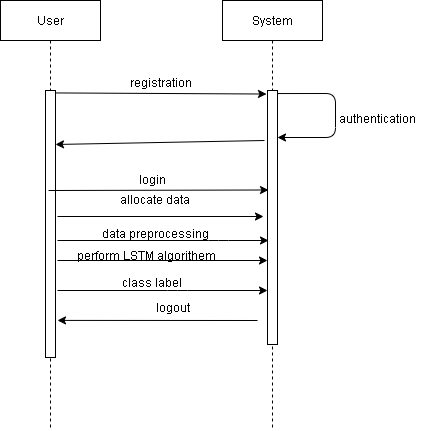 User
System
registration
authentication
login
allocate data
data preprocessing
perform LSTM algorithem
class label
logout